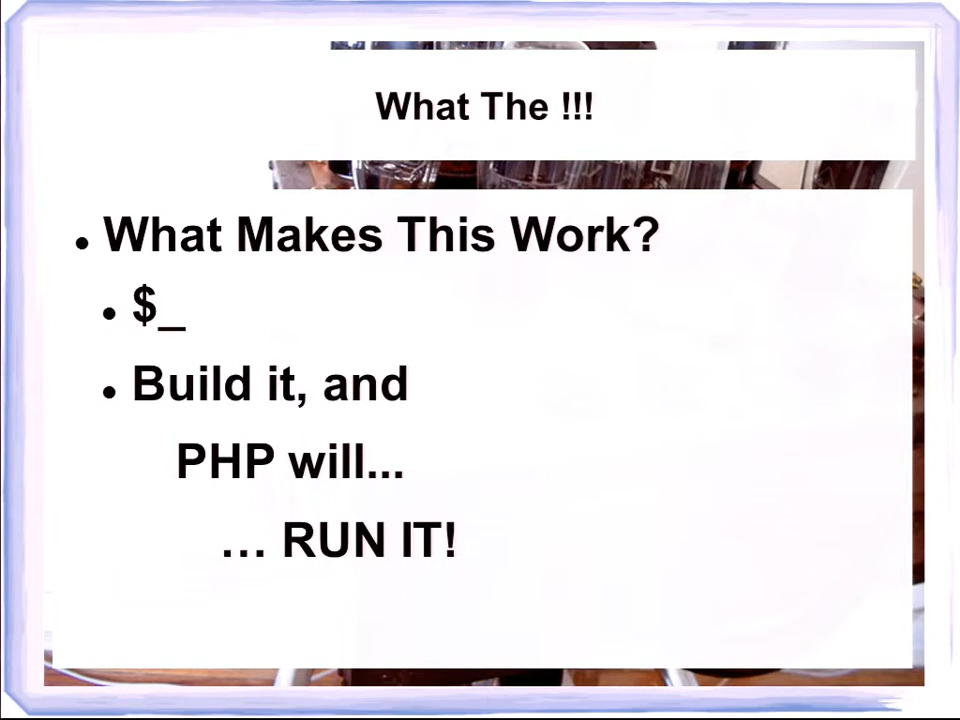 What The !!!
● What Makes This Work?
● $_
● Build it, and
PHP will...
… RUN IT!